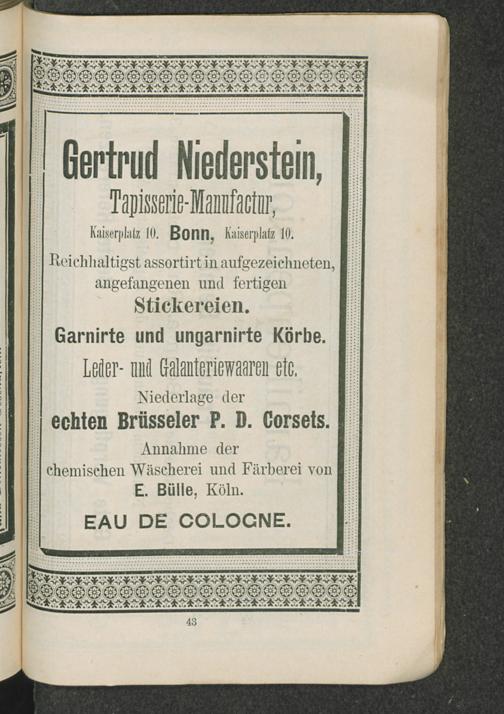 Gertrud Niederstein,
Tapisserie-Manufactur,
Kaiserplatz 10. Bonn, Kaiserplatz 10.
Reichhaltigst assortirt in aufgezeichneten,
angefangenen und fertigen
Stickereien.
Garnirte und ungarnirte Körbe.
Leder- und Galanteriewaaren etc.
Niederlage der
echten Brüsseler P. D. Corsets.
Annahme der
chemischen Wäscherei und Färberei von
E. Bülle, Köln.
EAU DE COLOGNE.
43